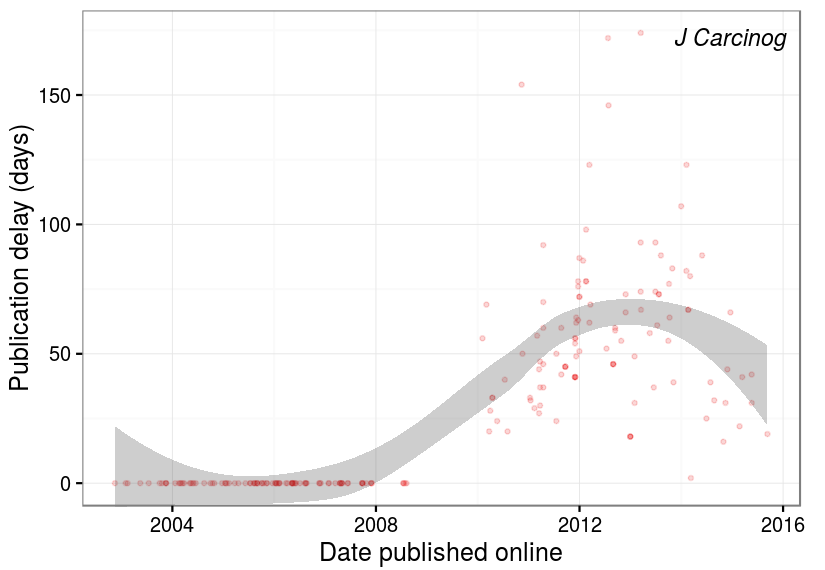 J Carcinog
Publication delay (days)
150
100
50
0
2004 2008 2012 2016
Date published online